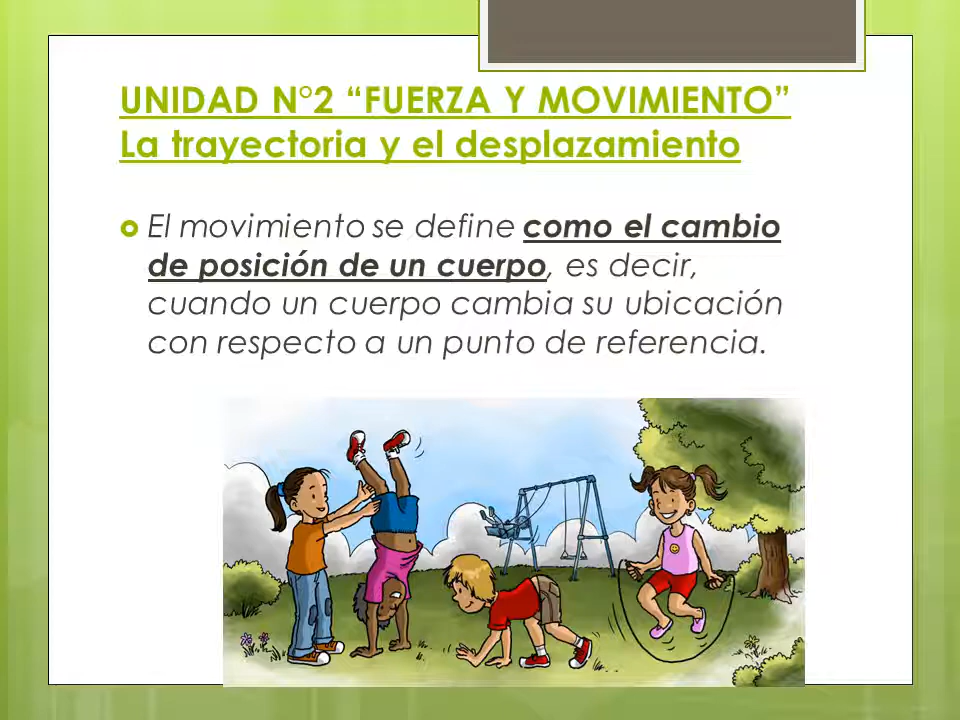 UNIDAD N°2 “FUERZA Y MOVIMIENTO”
La trayectoria y el desplazamiento
El movimiento se define como el cambio
de posición de un cuerpo, es decir,
cuando un cuerpo cambia su ubicación
con respecto a un punto de referencia.